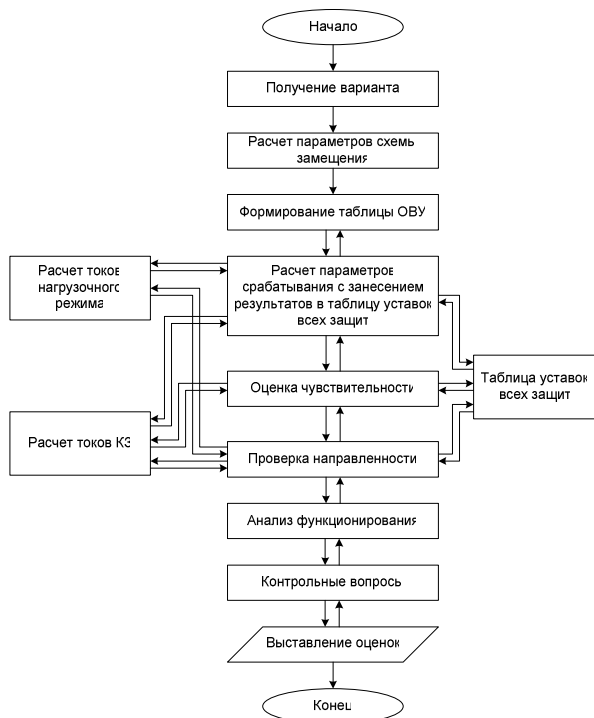 Начало
Получение варианта
Расчет параметров схемь
замещения
Формирование таблицы ОВУ
Расчет токов
нагрузочного
режима
Расчет параметров
срабатывания с занесением
результатов в таблицу уставок
всех защит
Оценка чувствительности
Таблица уставок
всех защит
Расчет токов КЗ
Проверка направленности
Анализ функционирования
Контрольные вопрось
Выставление оценок
Конец